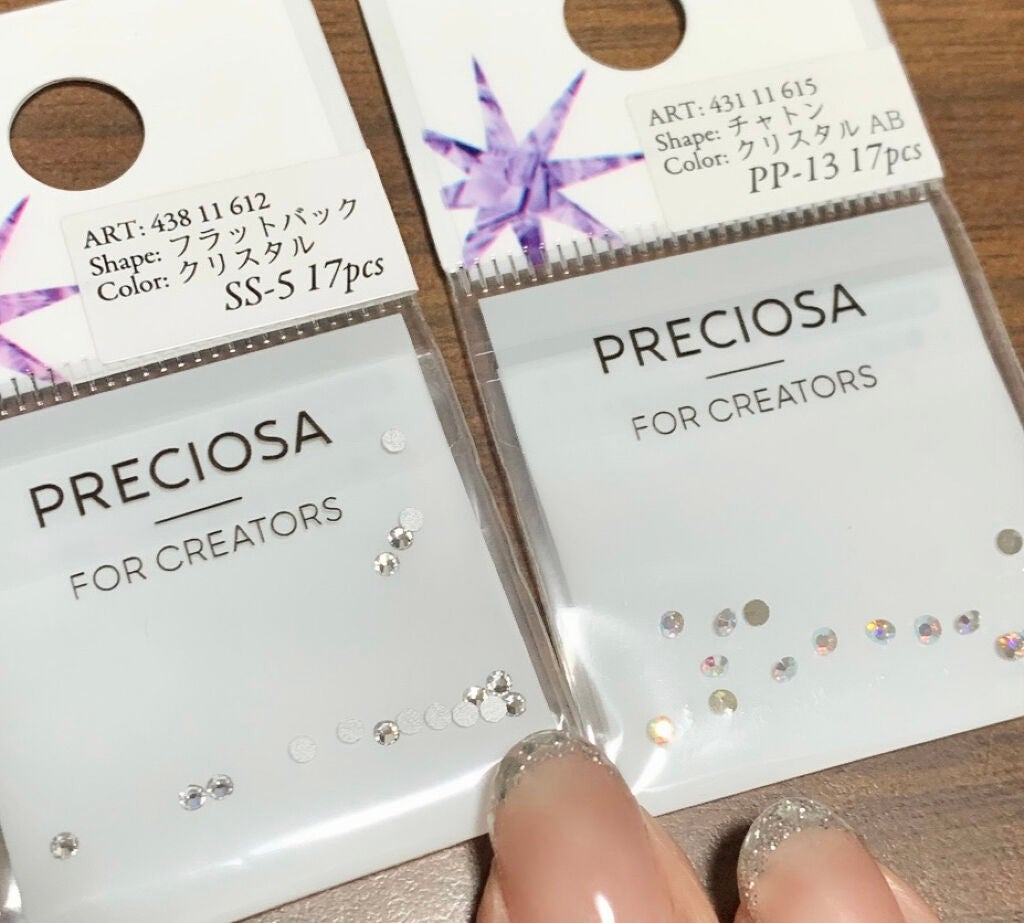 ART: 438 11 612
Shape: フラットバック
Color: クリスタル
SS-5 17pcs
PRECIOSA
FOR CREATORS
ART: 431 11 615
Shape: チャトン
Color: クリスタル AB
PP-13 17pcs
PRECIOSA
FOR CREATORS